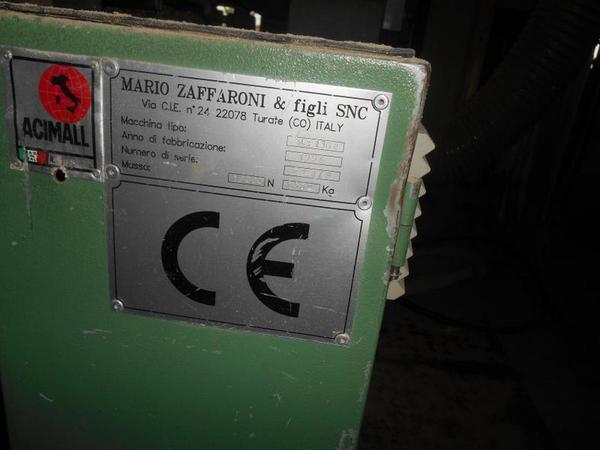 ACIMALL
MARIO ZAFFARONI & figli SNC
Via C.I.E. n° 24 22078 Turate (CO) ITALY
Macchina tipo:
Anno di fabbricazione:
Numero di serie:
Massa: N Kg
CE